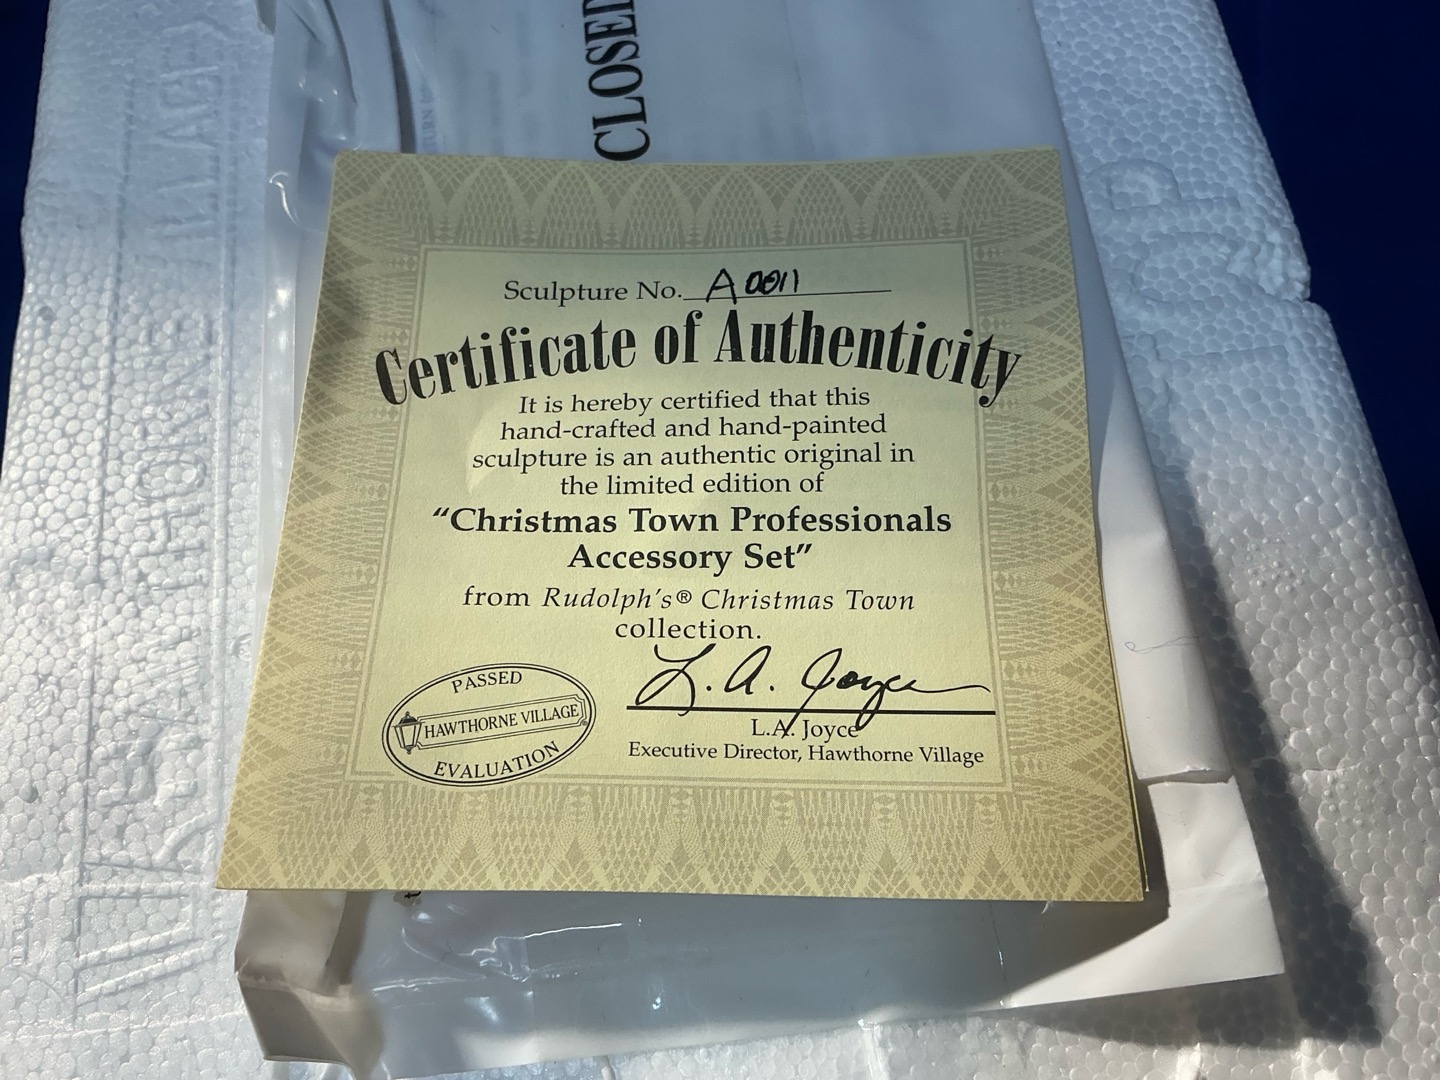 CLOSED
Sculpture No. A0011
Certificate of Authenticity
It is hereby certified that this
hand-crafted and hand-painted
sculpture is an authentic original in
the limited edition of
“Christmas Town Professionals
Accessory Set”
from Rudolph's® Christmas Town
collection.
L. A. Joyce
L.A. Joyce
Executive Director, Hawthorne Village
PASSED
HAWTHORNE VILLAGE
EVALUATION